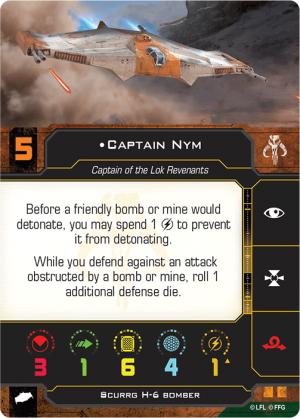 •Captain Nym
5
Captain of the Lok Revenants
Before a friendly bomb or mine would
detonate, you may spend 1 to prevent
it from detonating.
While you defend against an attack
obstructed by a bomb or mine, roll 1
additional defense die.
3 1 6 4 1
Scurrg H-6 bomber
©LFL ©FFG